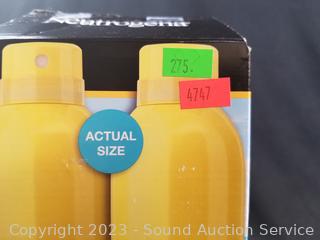 Neutrogena
275.
4747
ACTUAL
SIZE
Copyright 2023 - Sound Auction Service